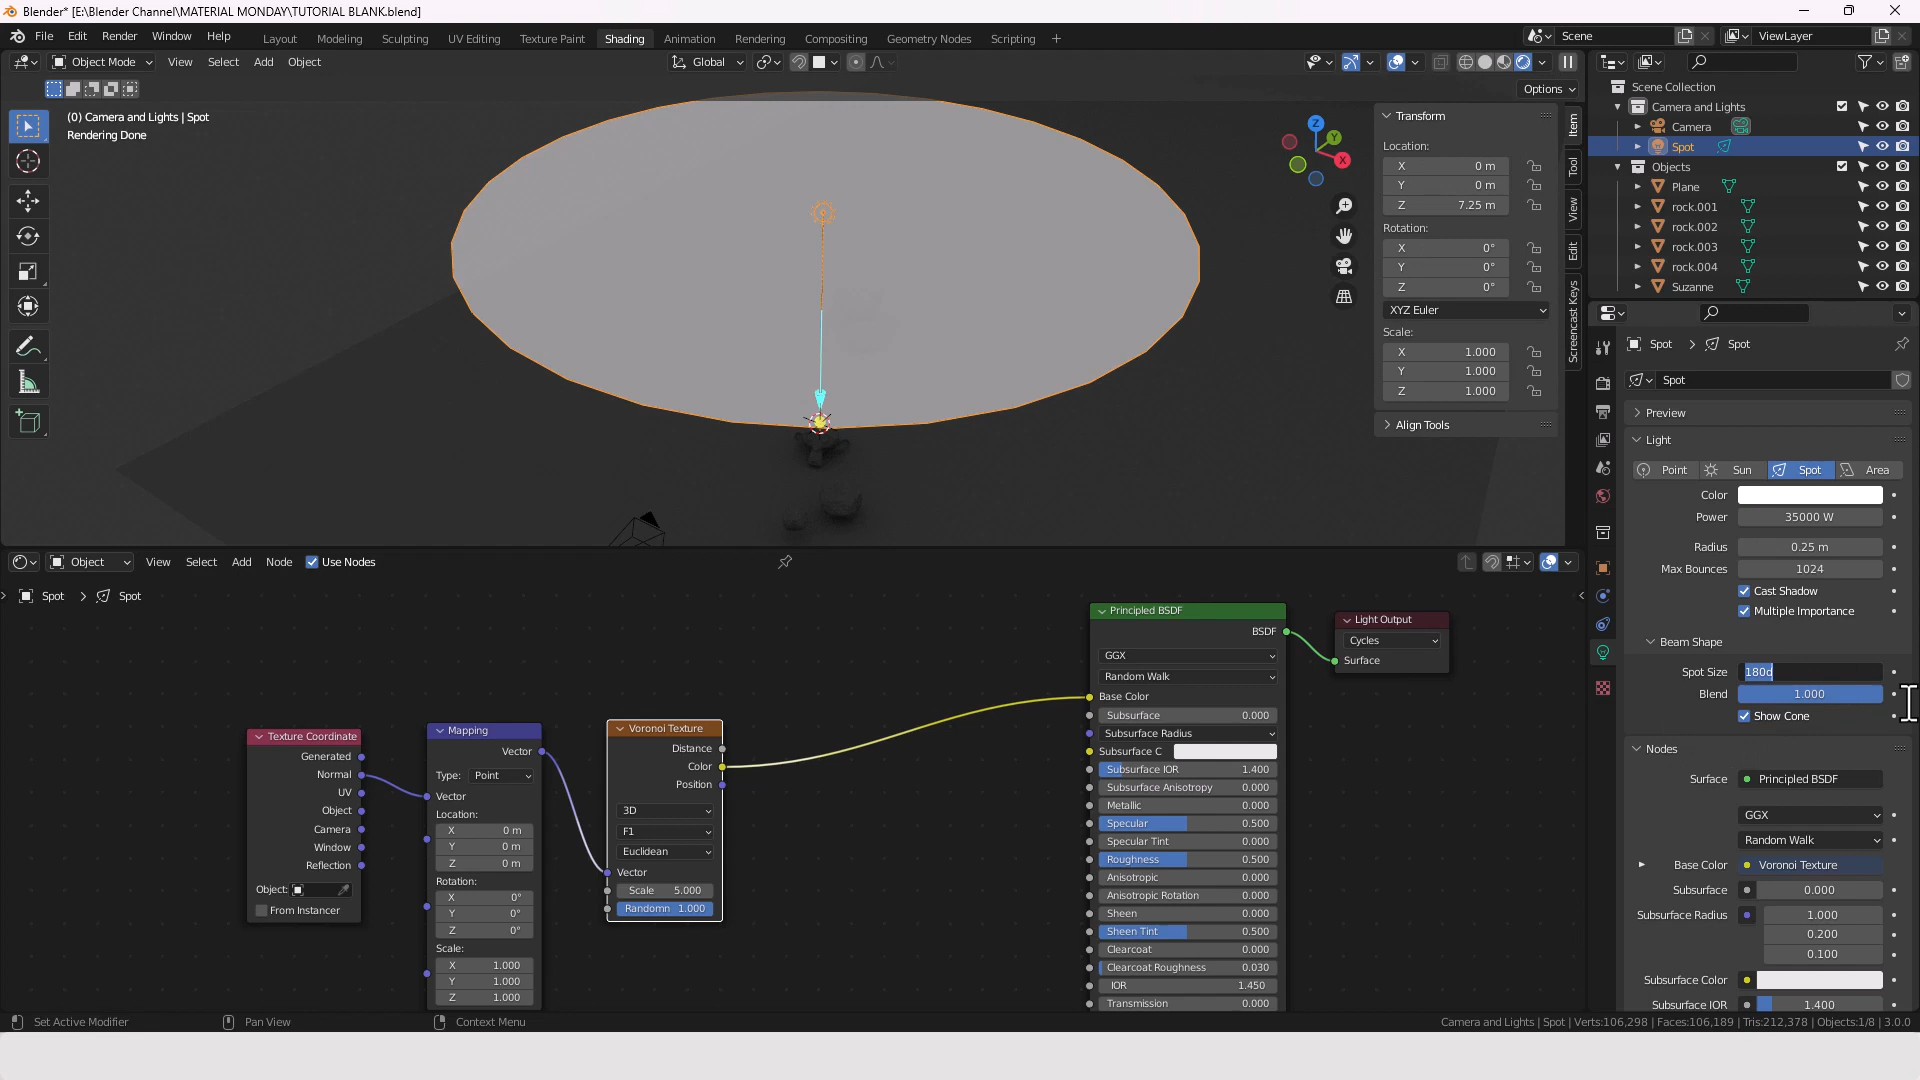 Blender* [E:\Blender Channel\MATERIAL MONDAY\TUTORIAL BLANK.blend]
File Edit Render Window Help
Layout Modeling Sculpting UV Editing Texture Paint Shading Animation Rendering Compositing Geometry Nodes Scripting +
Scene
ViewLayer
Object Mode View Select Add Object
Global
Options
(0) Camera and Lights | Spot
Rendering Done
Z
Y
X
Transform
Location:
X 0 m
Y 0 m
Z 7.25 m
Rotation:
X 0°
Y 0°
Z 0°
XYZ Euler
Scale:
X 1.000
Y 1.000
Z 1.000
Align Tools
Item
Tool
View
Edit
Screencast Keys
Scene Collection
Camera and Lights
Camera
Spot
Objects
Plane
rock.001
rock.002
rock.003
rock.004
Suzanne
Spot > Spot
Spot
Preview
Light
Point Sun Spot Area
Color
Power 35000 W
Radius 0.25 m
Max Bounces 1024
Cast Shadow
Multiple Importance
Beam Shape
Spot Size 180d
Blend 1.000
Show Cone
Nodes
Surface Principled BSDF
GGX
Random Walk
Base Color Voronoi Texture
Subsurface 0.000
Subsurface Radius 1.000
0.200
0.100
Subsurface Color
Subsurface IOR 1.400
Object View Select Add Node Use Nodes
Spot > Spot
Texture Coordinate
Generated
Normal
UV
Object
Camera
Window
Reflection
Object:
From Instancer
Mapping
Vector
Type: Point
Vector
Location:
X 0 m
Y 0 m
Z 0 m
Rotation:
X 0°
Y 0°
Z 0°
Scale:
X 1.000
Y 1.000
Z 1.000
Voronoi Texture
Distance
Color
Position
3D
F1
Euclidean
Vector
Scale 5.000
Randomn 1.000
Principled BSDF
BSDF
GGX
Random Walk
Base Color
Subsurface 0.000
Subsurface Radius
Subsurface C
Subsurface IOR 1.400
Subsurface Anisotropy 0.000
Metallic 0.000
Specular 0.500
Specular Tint 0.000
Roughness 0.500
Anisotropic 0.000
Anisotropic Rotation 0.000
Sheen 0.000
Sheen Tint 0.500
Clearcoat 0.000
Clearcoat Roughness 0.030
IOR 1.450
Transmission 0.000
Light Output
Cycles
Surface
Set Active Modifier Pan View Context Menu
Camera and Lights | Spot | Verts:106,298 | Faces:106,189 | Tris:212,378 | Objects:1/8 | 3.0.0